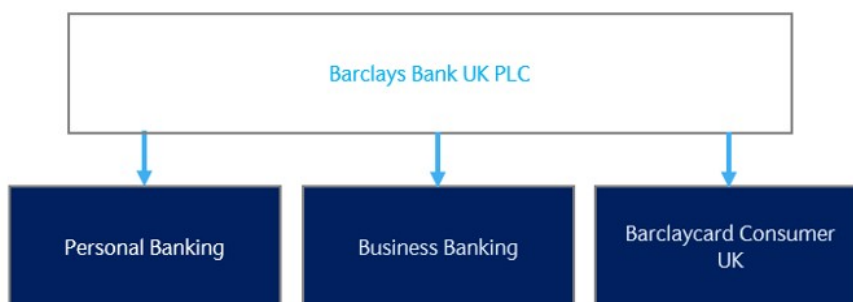 Barclays Bank UK PLC
Personal Banking
Business Banking
Barclaycard Consumer
UK